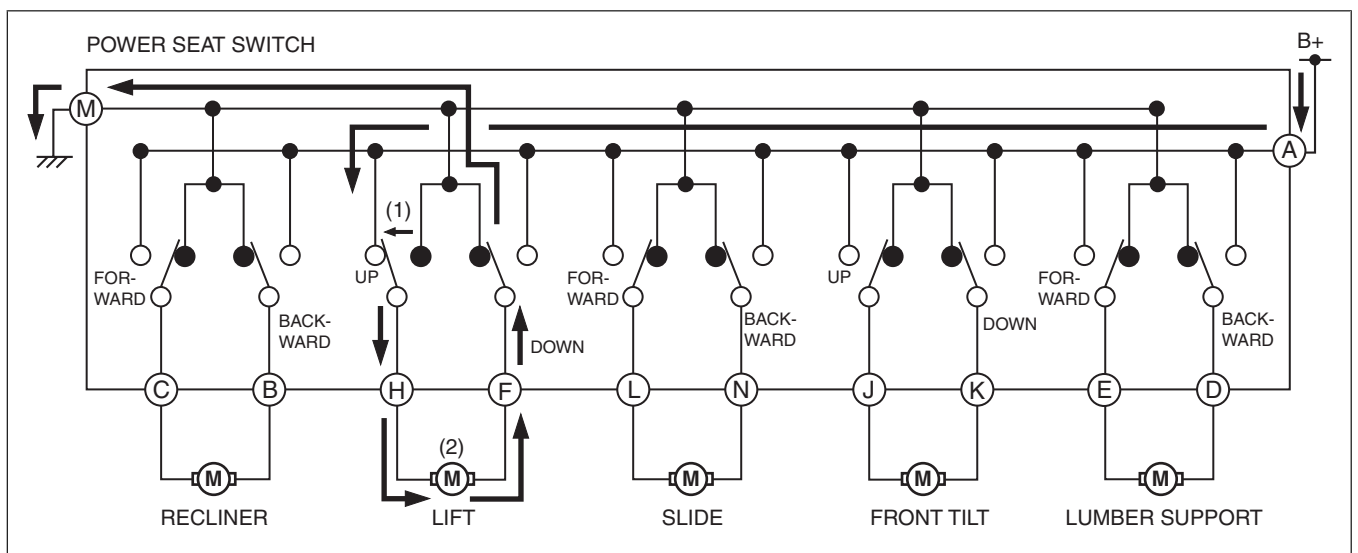 POWER SEAT SWITCH
B+
M
A
(1)
FOR-
WARD
BACK-
WARD
UP
DOWN
FOR-
WARD
BACK-
WARD
UP
DOWN
FOR-
WARD
BACK-
WARD
C B H F L N J K E D
(2)
M M M M M
RECLINER LIFT SLIDE FRONT TILT LUMBER SUPPORT